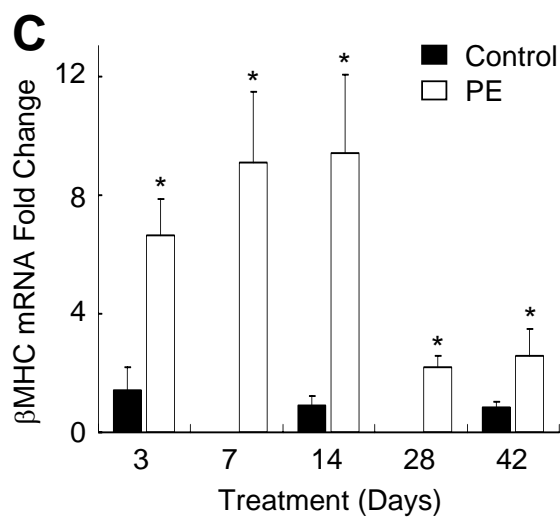 C
Control
PE
βMHC mRNA Fold Change
12
8
4
0
* * * * *
3 7 14 28 42
Treatment (Days)